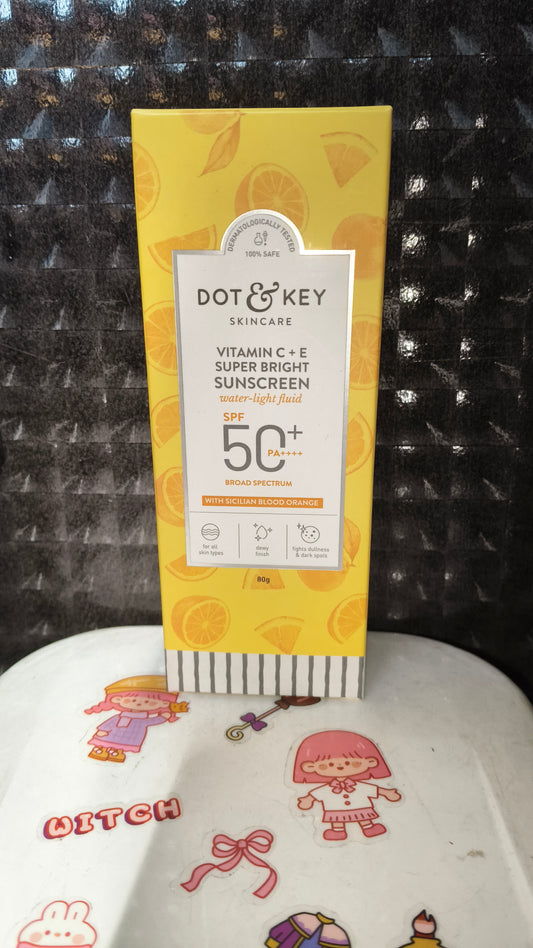 DERMATOLOGICALLY TESTED
100% SAFE
DOT & KEY
SKINCARE
VITAMIN C + E
SUPER BRIGHT
SUNSCREEN
water-light fluid
SPF
50+
PA++++
BROAD SPECTRUM
WITH SICILIAN BLOOD ORANGE
for all
skin types
dewy
finish
fights dullness
& dark spots
80g
WITCH